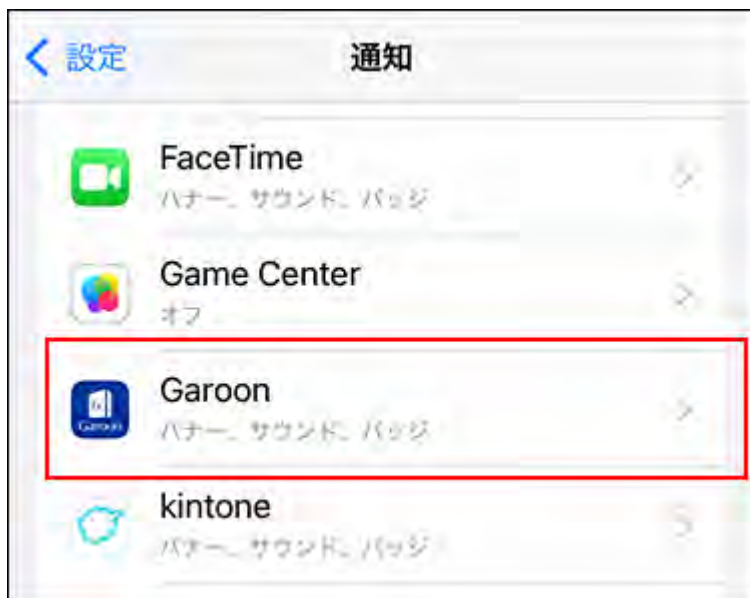 設定
通知
FaceTime
バナー、サウンド、バッジ
Game Center
オフ
Garoon
Garoon
バナー、サウンド、バッジ
kintone
バナー、サウンド、バッジ